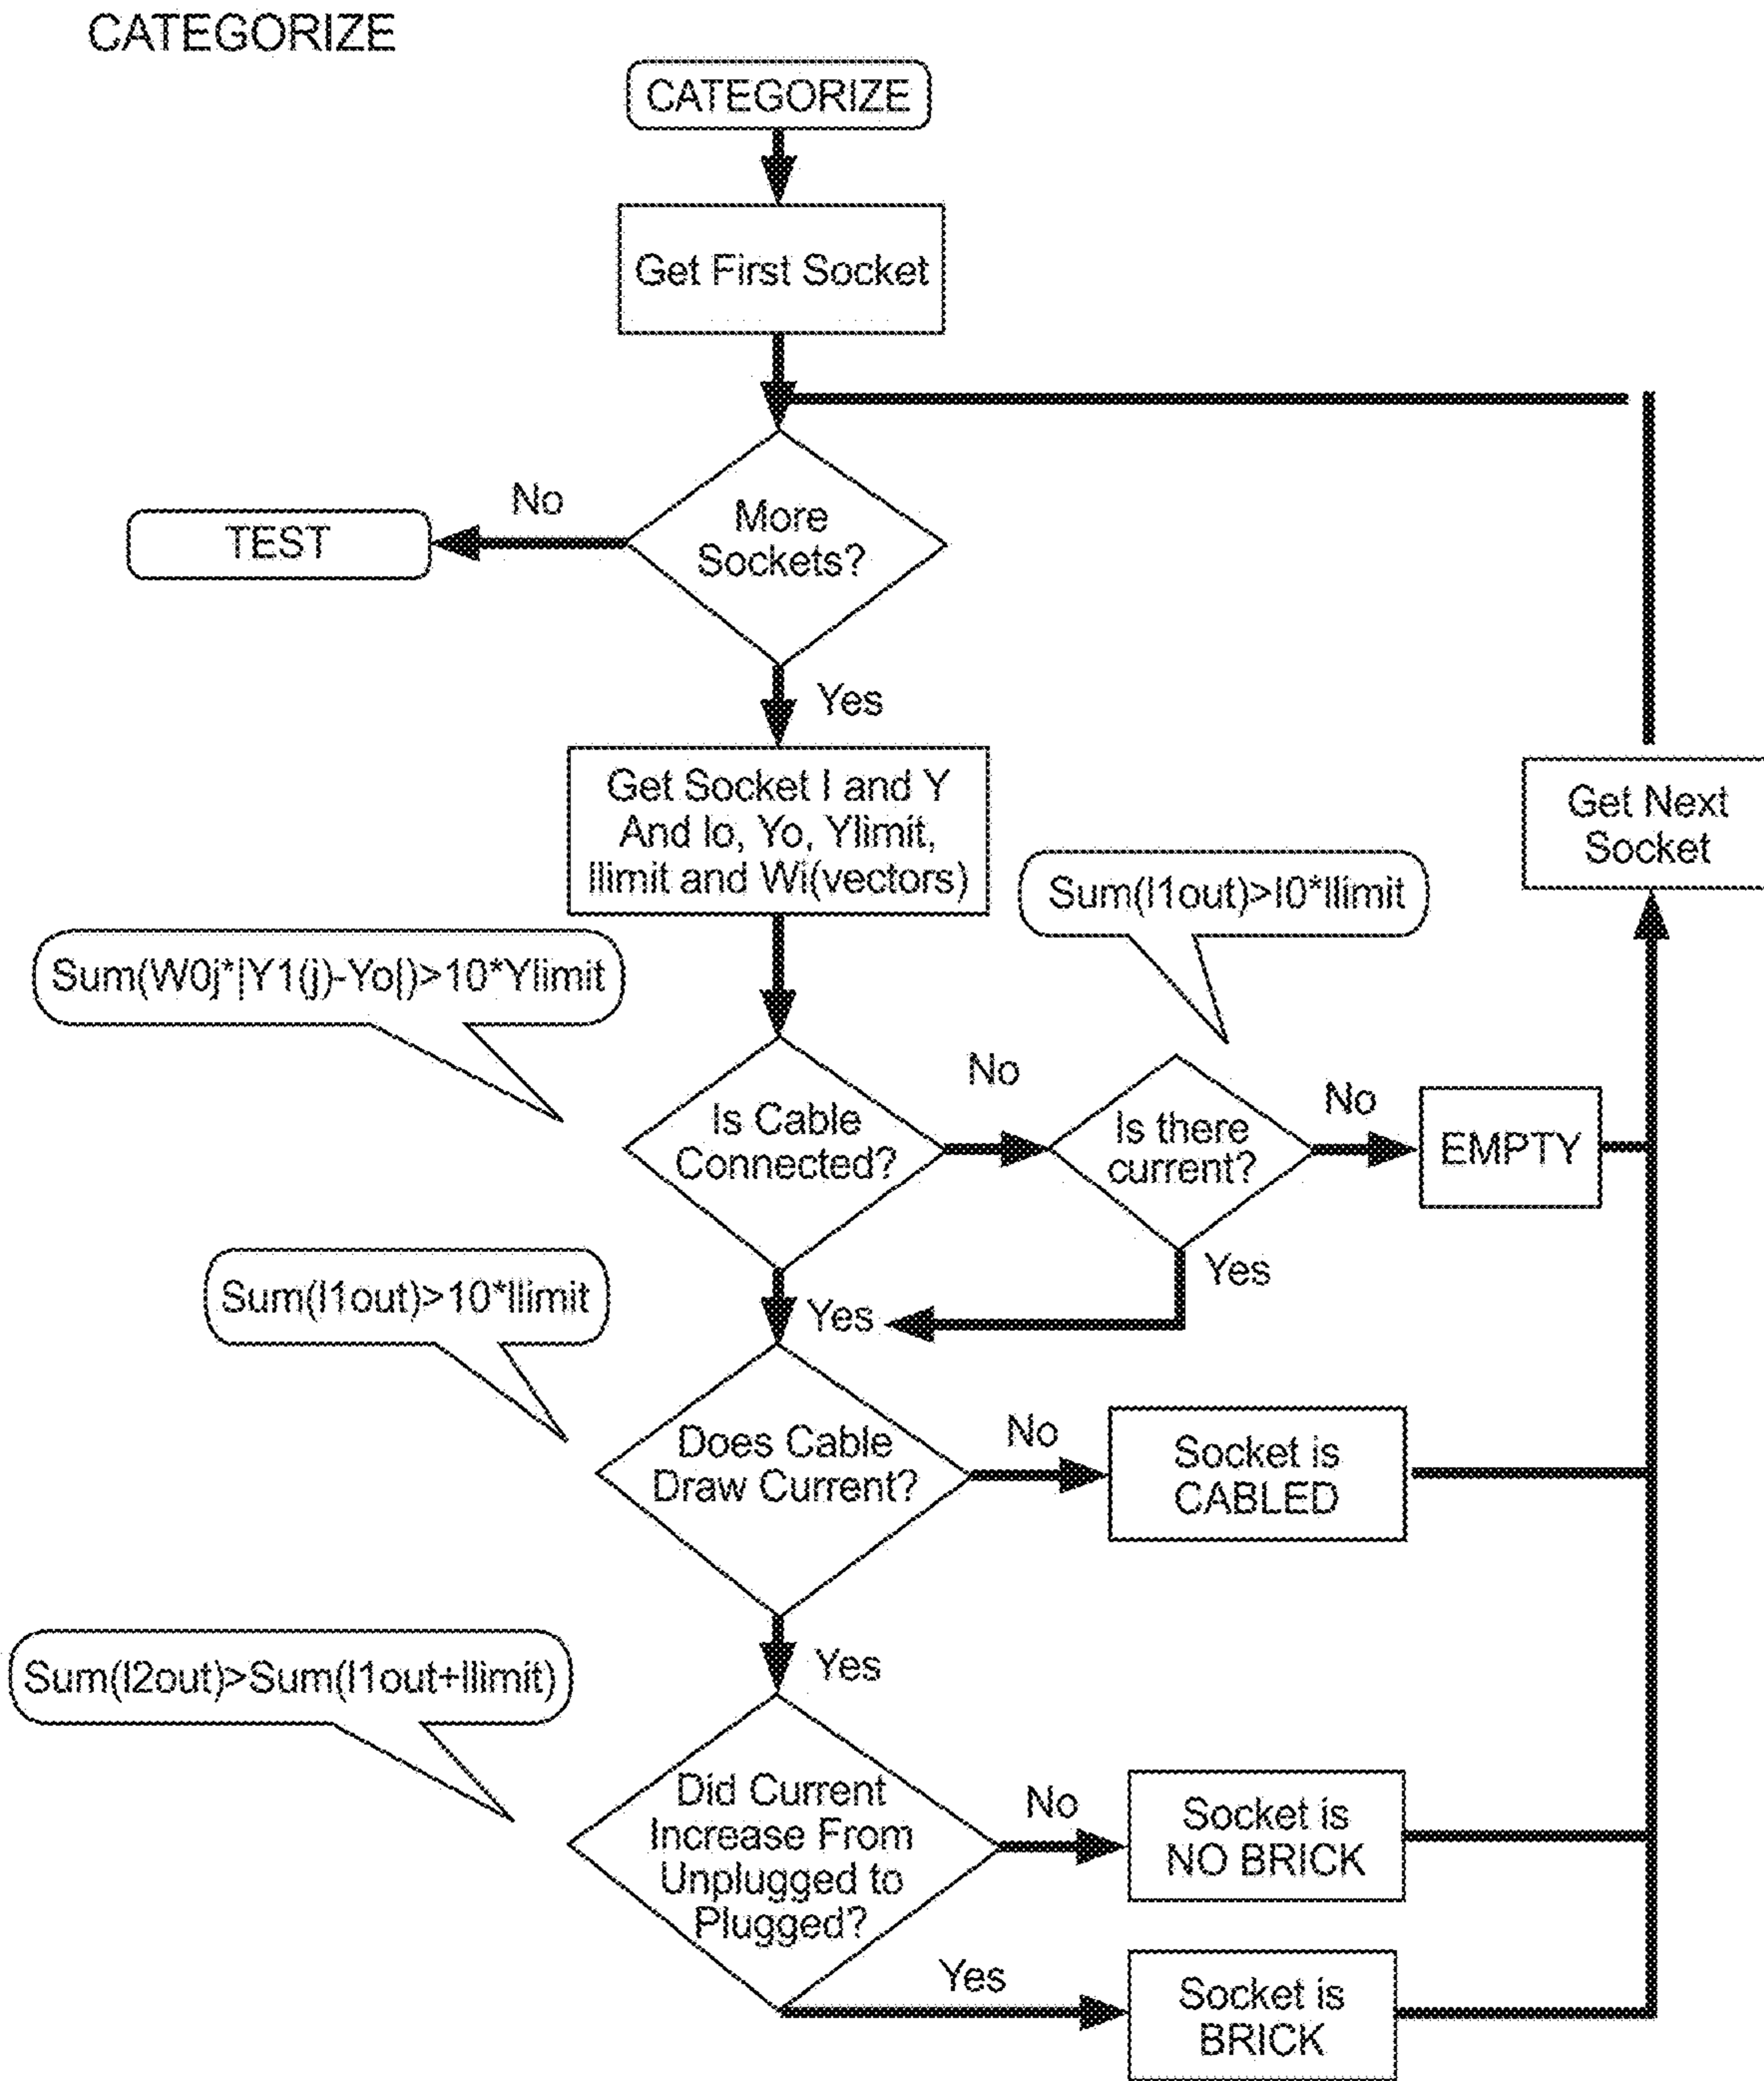 CATEGORIZE
CATEGORIZE
Get First Socket
More
Sockets?
No
TEST
Yes
Get Socket I and Y
And Io, Yo, Ylimit,
Ilimit and Wi(vectors)
Get Next
Socket
Sum(I1out)>I0*Ilimit
Sum(W0j*|Y1(j)-Yo|)>10*Ylimit
Is Cable
Connected?
No
Is there
current?
No
EMPTY
Yes
Yes
Sum(I1out)>10*Ilimit
Does Cable
Draw Current?
No
Socket is
CABLED
Yes
Sum(I2out)>Sum(I1out+Ilimit)
Did Current
Increase From
Unplugged to
Plugged?
No
Socket is
NO BRICK
Yes
Socket is
BRICK